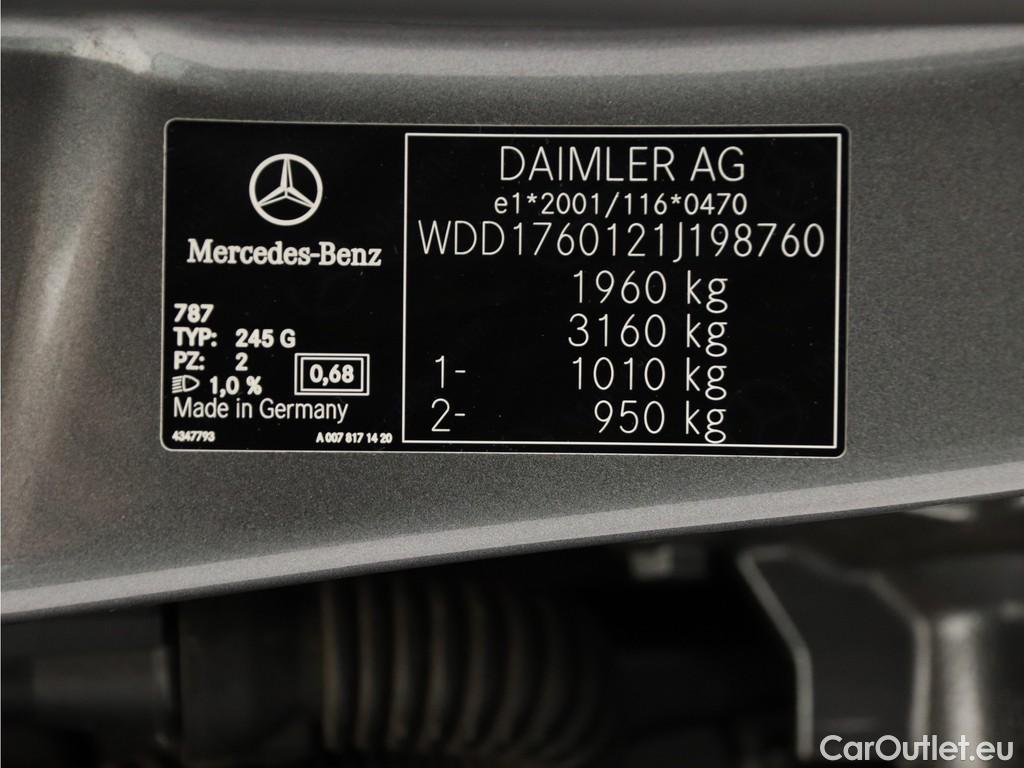 Mercedes-Benz
787
TYP: 245 G
PZ: 2
1,0 %
0,68
Made in Germany
4347793 A 007 817 14 20
DAIMLER AG
e1*2001/116*0470
WDD1760121J198760
1960 kg
3160 kg
1- 1010 kg
2- 950 kg
CarOutlet.eu